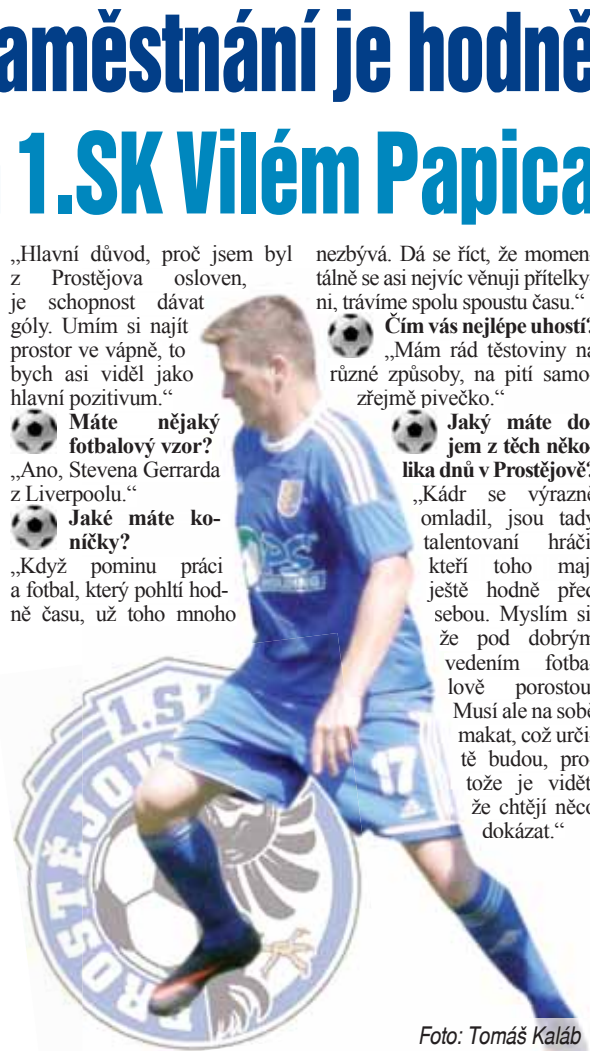 aměstnání je hodně
1.SK Vilém Papica
„Hlavní důvod, proč jsem byl
z Prostějova osloven,
je schopnost dávat
góly. Umím si najít
prostor ve vápně, to
bych asi viděl jako
hlavní pozitivum.“
Máte nějaký
fotbalový vzor?
„Ano, Stevena Gerrarda
z Liverpoolu.“
Jaké máte ko-
níčky?
„Když pominu práci
a fotbal, který pohltí hod-
ně času, už toho mnoho
nezbývá. Dá se říct, že momen-
tálně se asi nejvíc věnuji přítelky-
ni, trávíme spolu spoustu času.“
Čím vás nejlépe uhostí?
„Mám rád těstoviny na
různé způsoby, na pití samo-
zřejmě pivečko.“
Jaký máte do-
jem z těch něko-
lika dnů v Prostějově?
„Kádr se výrazně
omladil, jsou tady
talentovaní hráči
kteří toho mají
ještě hodně před
sebou. Myslím si
že pod dobrým
vedením fotba-
lově porostou
Musí ale na sobě
makat, což urči-
tě budou, pro-
tože je vidět
že chtějí něco
dokázat.“
17
1.SK
PROSTĚJOV
Foto: Tomáš Kaláb